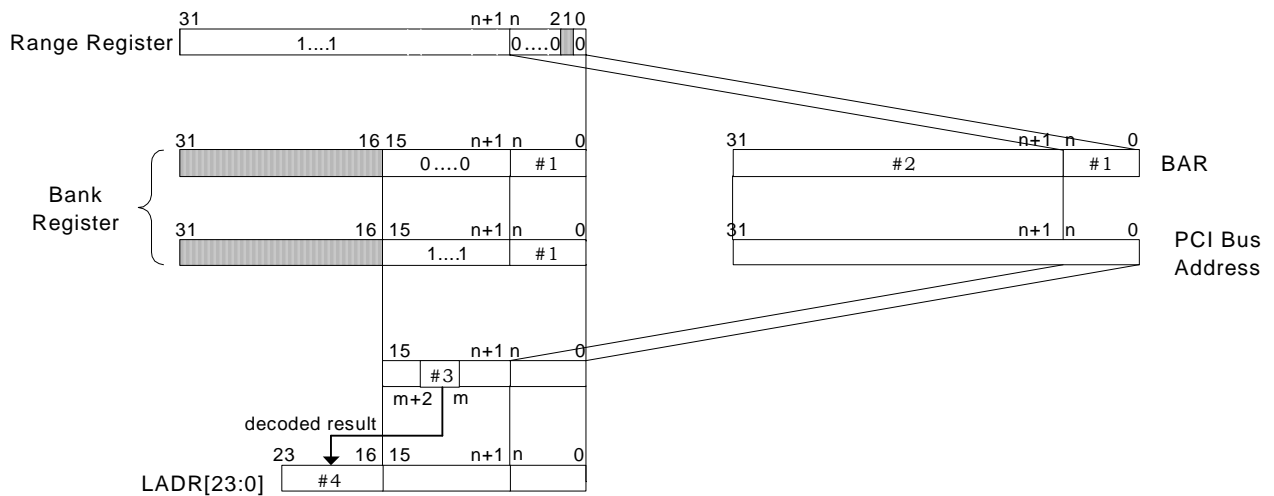 31 n+1 n 2 1 0
Range Register 1....1 0....0 0
31 16 15 n+1 n 0
0....0 #1
31 n+1 n 0
#2 #1 BAR
Bank
Register
31 16 15 n+1 n 0
1....1 #1
31 n+1 n 0
PCI Bus
Address
15 n+1 n 0
#3
m+2 m
decoded result
23 16 15 n+1 n 0
LADR[23:0] #4